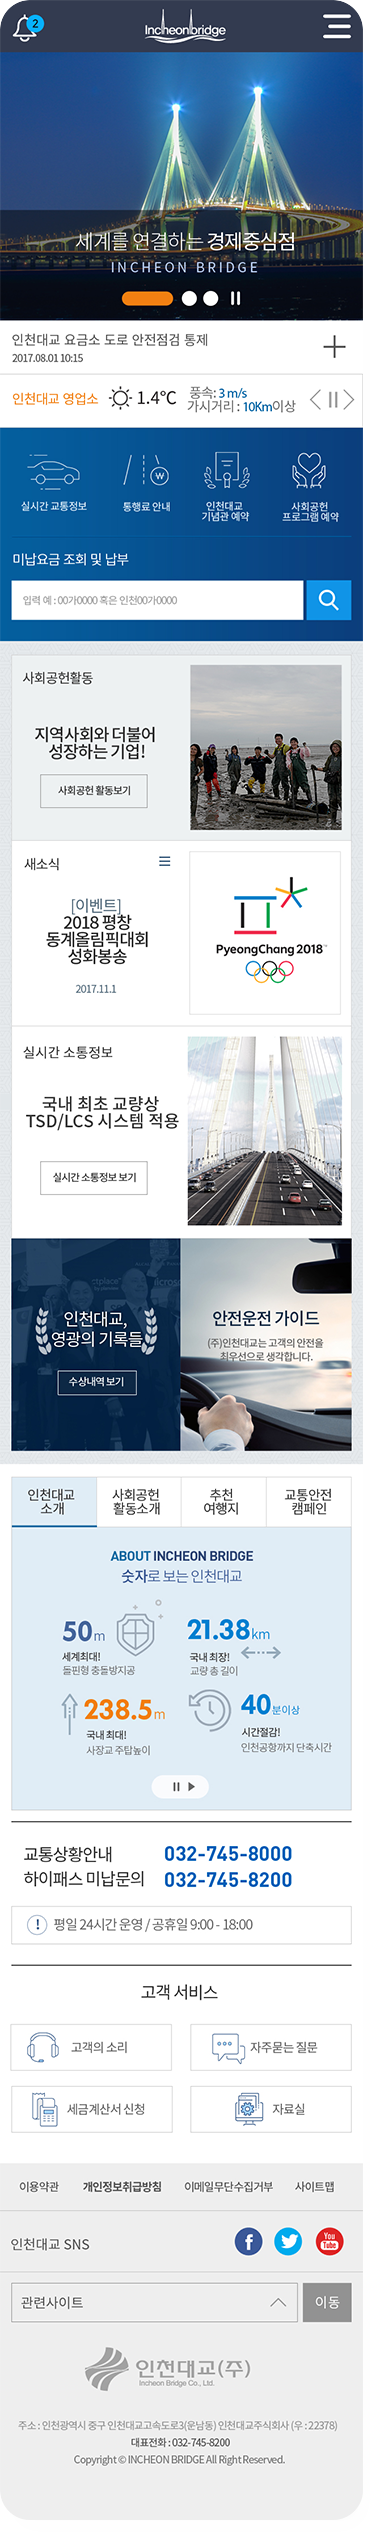 2
Incheonbridge
세계를 연결하는 경제중심점
INCHEON BRIDGE
인천대교 요금소 도로 안전점검 통제
2017.08.01 10:15
인천대교 영업소
1.4℃
풍속: 3 m/s
가시거리 : 10Km이상
실시간 교통정보
통행료 안내
인천대교
기념관 예약
사회공헌
프로그램 예약
미납요금 조회 및 납부
입력 예 : 00가0000 혹은 인천00가0000
사회공헌활동
지역사회와 더불어
성장하는 기업!
사회공헌 활동보기
새소식
[이벤트]
2018 평창
동계올림픽대회
성화봉송
2017.11.1
PyeongChang 2018™
실시간 소통정보
국내 최초 교량상
TSD/LCS 시스템 적용
실시간 소통정보 보기
인천대교,
영광의 기록들
수상내역 보기
안전운전 가이드
(주)인천대교는 고객의 안전을
최우선으로 생각합니다.
인천대교
소개
사회공헌
활동소개
추천
여행지
교통안전
캠페인
ABOUT INCHEON BRIDGE
숫자로 보는 인천대교
50m
세계최대!
돌핀형 충돌방지공
21.38km
국내 최장!
교량 총 길이
238.5m
국내 최대!
사장교 주탑높이
40분이상
시간절감!
인천공항까지 단축시간
교통상황안내 032-745-8000
하이패스 미납문의 032-745-8200
평일 24시간 운영 / 공휴일 9:00 - 18:00
고객 서비스
고객의 소리
자주묻는 질문
세금계산서 신청
자료실
이용약관 개인정보취급방침 이메일무단수집거부 사이트맵
인천대교 SNS
You
Tube
관련사이트
이동
인천대교(주)
Incheon Bridge Co., Ltd.
주소 : 인천광역시 중구 인천대교고속도로3(운남동) 인천대교주식회사 (우 : 22378)
대표전화 : 032-745-8200
Copyright © INCHEON BRIDGE All Right Reserved.